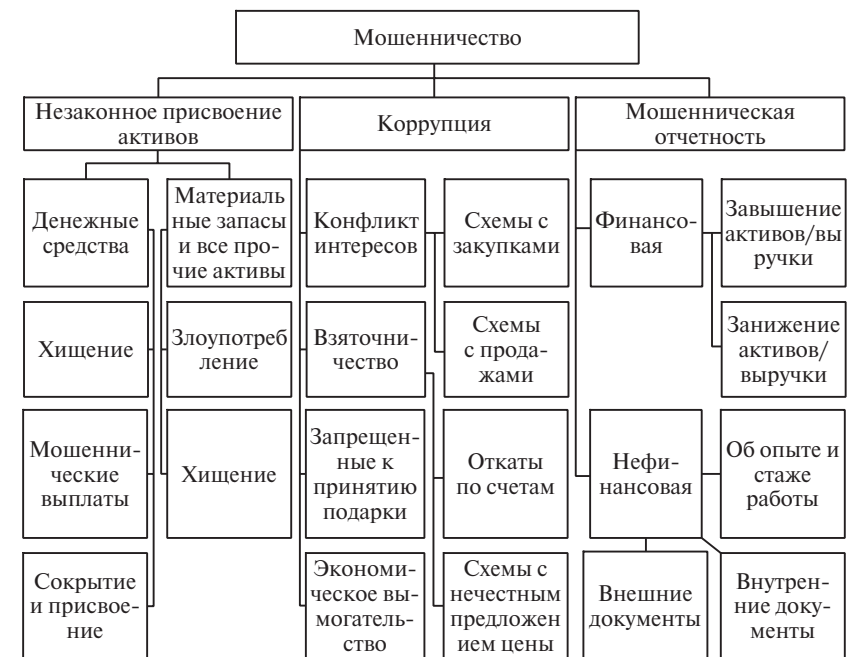 Мошенничество
Незаконное присвоение
активов
Коррупция
Мошенническая
отчетность
Денежные
средства
Материаль
ные запасы
и все про-
чие активы
Конфликт
интересов
Схемы с
закупками
Финансо-
вая
Завышение
активов/вы
ручки
Хищение
Злоупотреб
ление
Взяточни-
чество
Схемы
с прода-
жами
Занижение
активов/
выручки
Мошенни-
ческие
выплаты
Хищение
Запрещен-
ные к
принятию
подарки
Откаты
по счетам
Нефи-
нансовая
Об опыте и
стаже
работы
Сокрытие
и присвое-
ние
Экономи-
ческое вы-
могатель-
ство
Схемы с
нечестным
предложен
ием цены
Внешние
документы
Внутрен-
ние доку-
менты